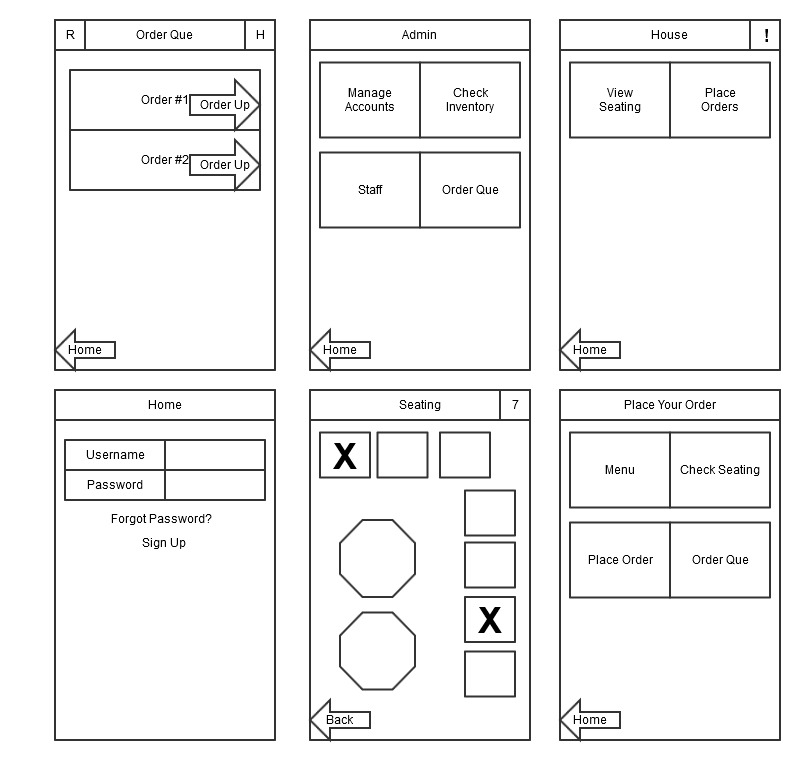 R
Order Que
H
Order #1
Order Up
Order #2
Order Up
Home
Admin
Manage
Accounts
Check
Inventory
Staff
Order Que
Home
House
!
View
Seating
Place
Orders
Home
Home
Username
Password
Forgot Password?
Sign Up
Seating
7
X
X
Back
Place Your Order
Menu
Check Seating
Place Order
Order Que
Home